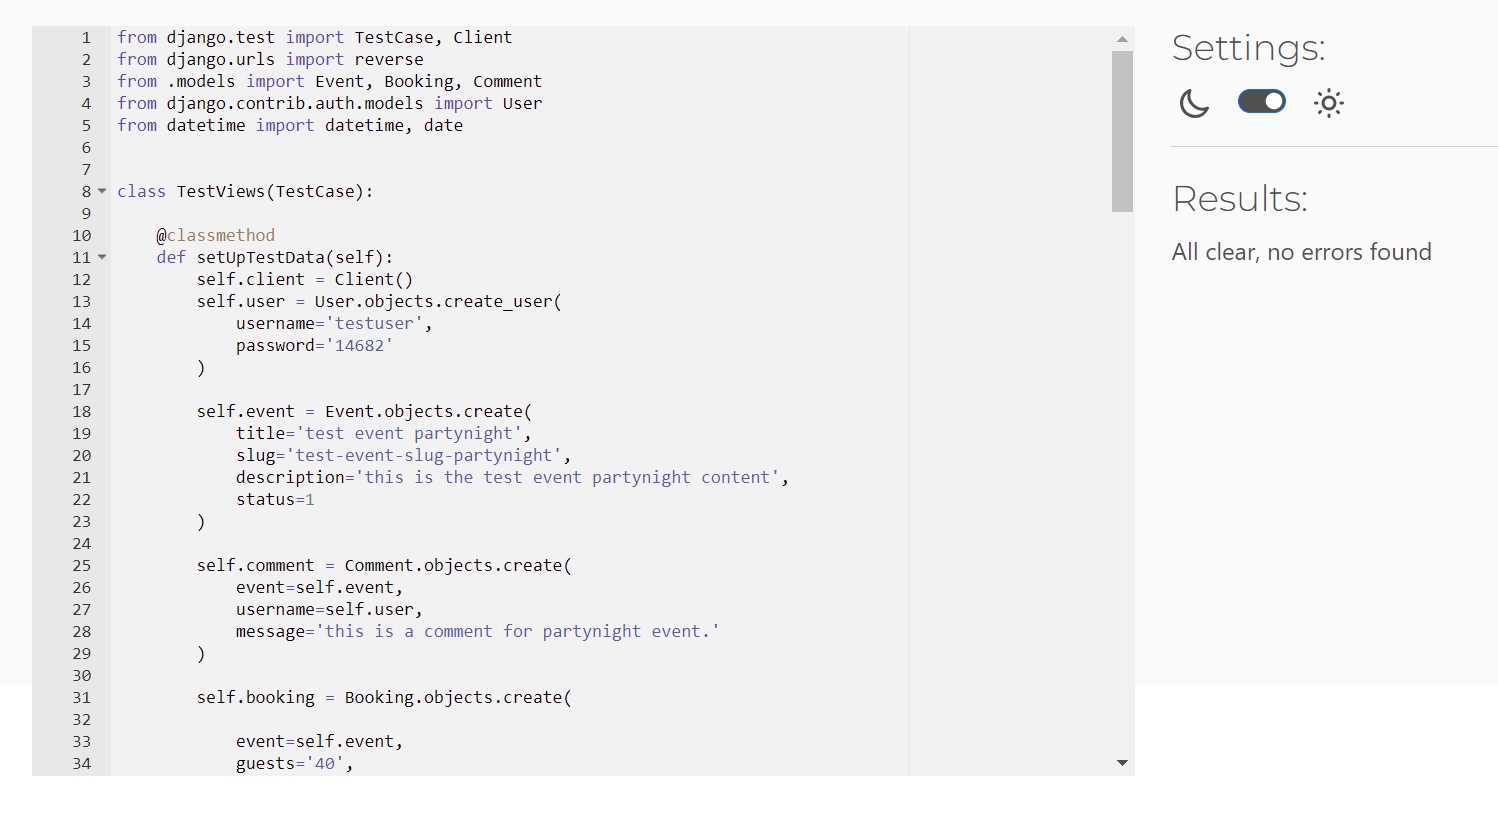 1 from django.test import TestCase, Client
2 from django.urls import reverse
3 from .models import Event, Booking, Comment
4 from django.contrib.auth.models import User
5 from datetime import datetime, date
6
7
8 class TestViews(TestCase):
9
10     @classmethod
11     def setUpTestData(self):
12         self.client = Client()
13         self.user = User.objects.create_user(
14             username='testuser',
15             password='14682'
16         )
17
18         self.event = Event.objects.create(
19             title='test event partynight',
20             slug='test-event-slug-partynight',
21             description='this is the test event partynight content',
22             status=1
23         )
24
25         self.comment = Comment.objects.create(
26             event=self.event,
27             username=self.user,
28             message='this is a comment for partynight event.'
29         )
30
31         self.booking = Booking.objects.create(
32
33             event=self.event,
34             guests='40',
Settings:
Results:
All clear, no errors found